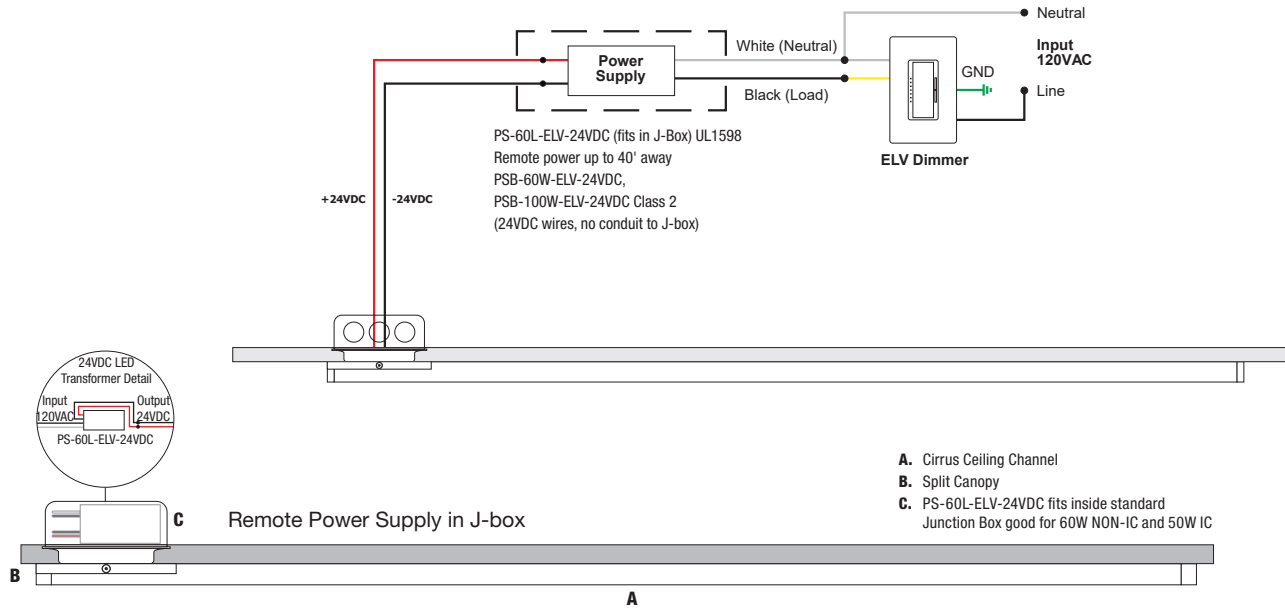 Neutral
Input
120VAC
Line
White (Neutral)
Power
Supply
GND
Black (Load)
ELV Dimmer
PS-60L-ELV-24VDC (fits in J-Box) UL1598
Remote power up to 40' away
PSB-60W-ELV-24VDC,
PSB-100W-ELV-24VDC Class 2
(24VDC wires, no conduit to J-box)
+24VDC
-24VDC
24VDC LED
Transformer Detail
Input
Output
120VAC
24VDC
PS-60L-ELV-24VDC
A. Cirrus Ceiling Channel
B. Split Canopy
C. PS-60L-ELV-24VDC fits inside standard
Junction Box good for 60W NON-IC and 50W IC
C
Remote Power Supply in J-box
B
A